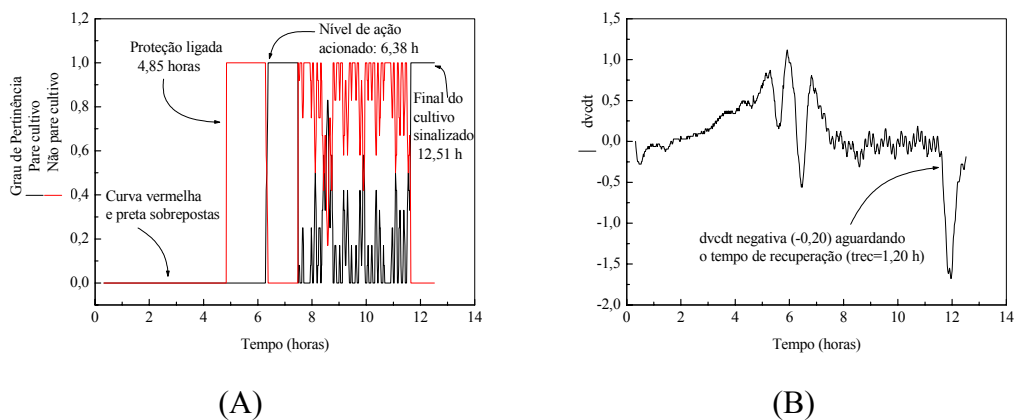 Grau de Pertinência
Pare cultivo
Não pare cultivo
1,2
1,0
0,8
0,6
0,4
0,2
0,0
Proteção ligada
4,85 horas
Nível de ação
acionado: 6,38 h
Final do
cultivo
sinalizado
12,51 h
Curva vermelha
e preta sobrepostas
0 2 4 6 8 10 12 14
Tempo (horas)
(A)
dvcdt
1,5
1,0
0,5
0,0
-0,5
-1,0
-1,5
-2,0
dvcdt negativa (-0,20) aguardando
o tempo de recuperação (trec=1,20 h)
0 2 4 6 8 10 12 14
Tempo (horas)
(B)